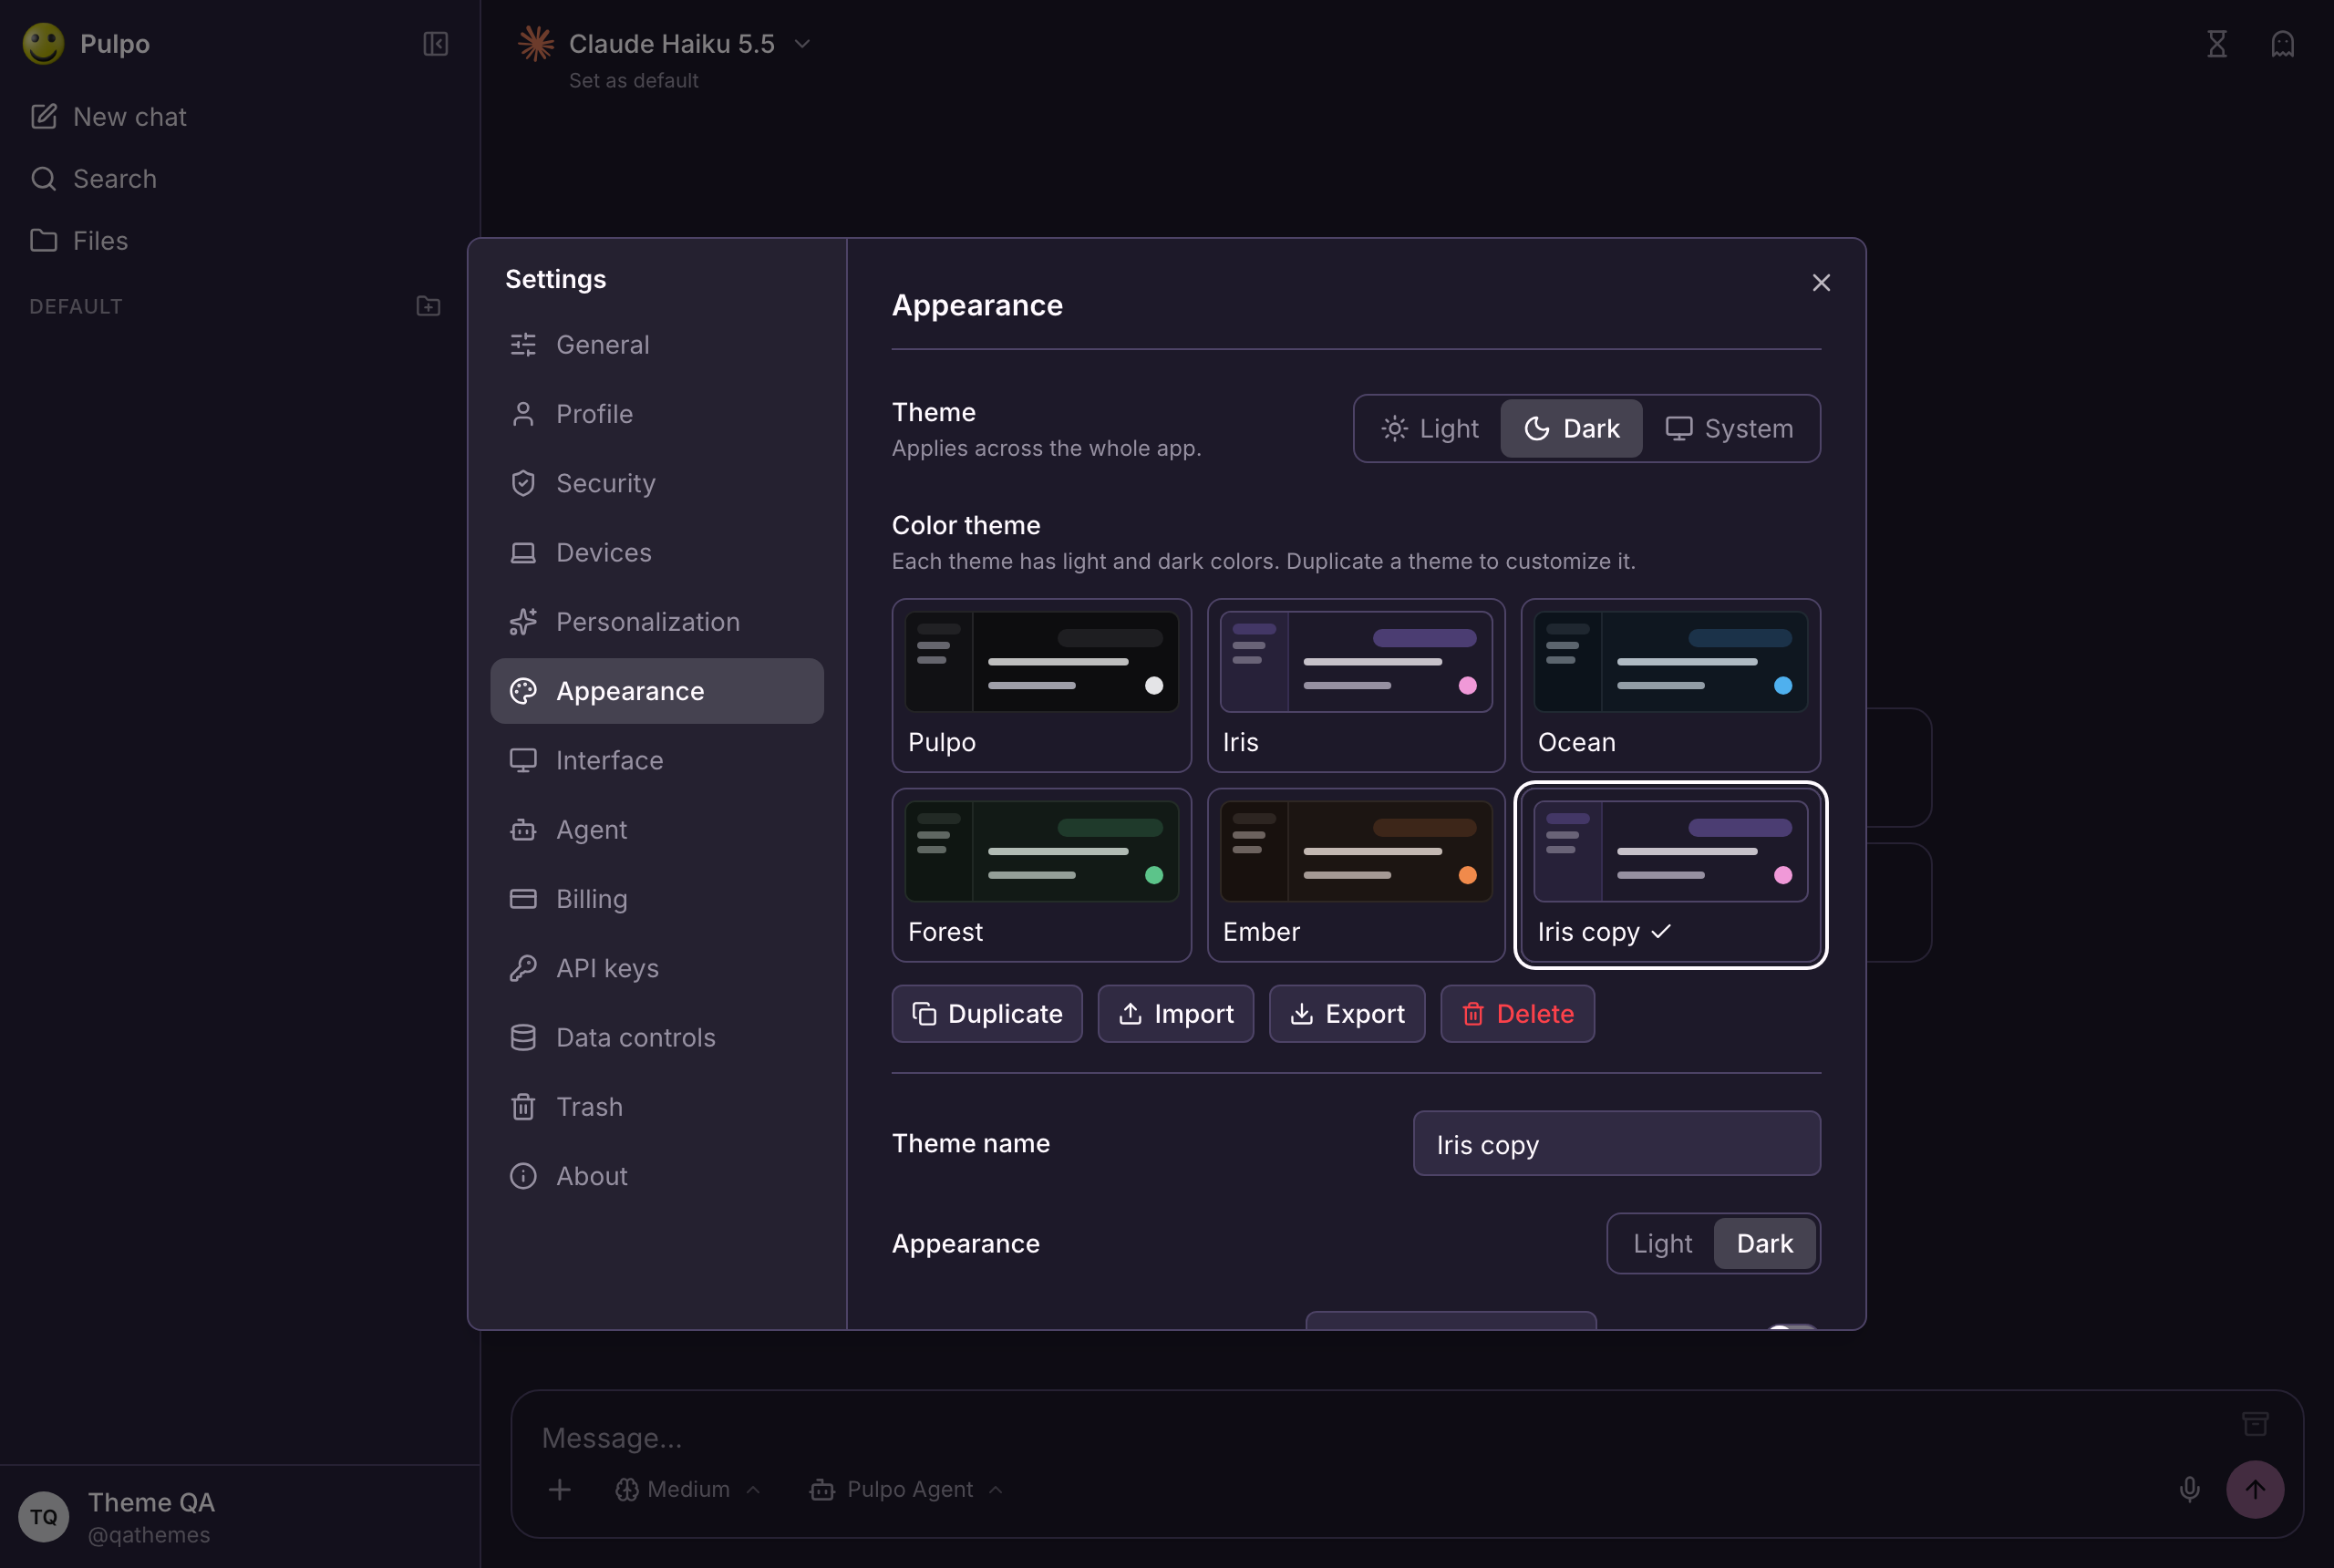 Pulpo
New chat
Search
Files
DEFAULT
Theme QA
TQ
@qathemes
Claude Haiku 5.5
Set as default
Settings
General
Profile
Security
Devices
Personalization
Appearance
Interface
Agent
Billing
API keys
Data controls
Trash
About
Appearance
Theme
Applies across the whole app.
Light
Dark
System
Color theme
Each theme has light and dark colors. Duplicate a theme to customize it.
Pulpo
Iris
Ocean
Forest
Ember
Iris copy
Duplicate
Import
Export
Delete
Theme name
Iris copy
Appearance
Light
Dark
Message...
Medium
Pulpo Agent